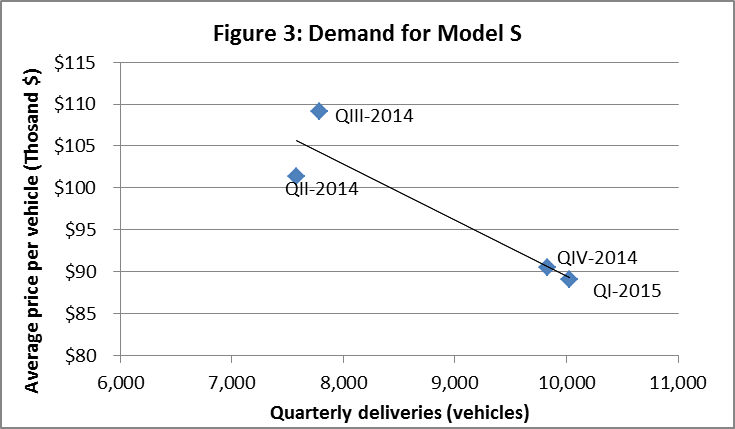 Figure 3: Demand for Model S
Average price per vehicle (Thosand $)
$115
$110
$105
$100
$95
$90
$85
$80
QIII-2014
QII-2014
QIV-2014
QI-2015
6,000
7,000
8,000
9,000
10,000
11,000
Quarterly deliveries (vehicles)